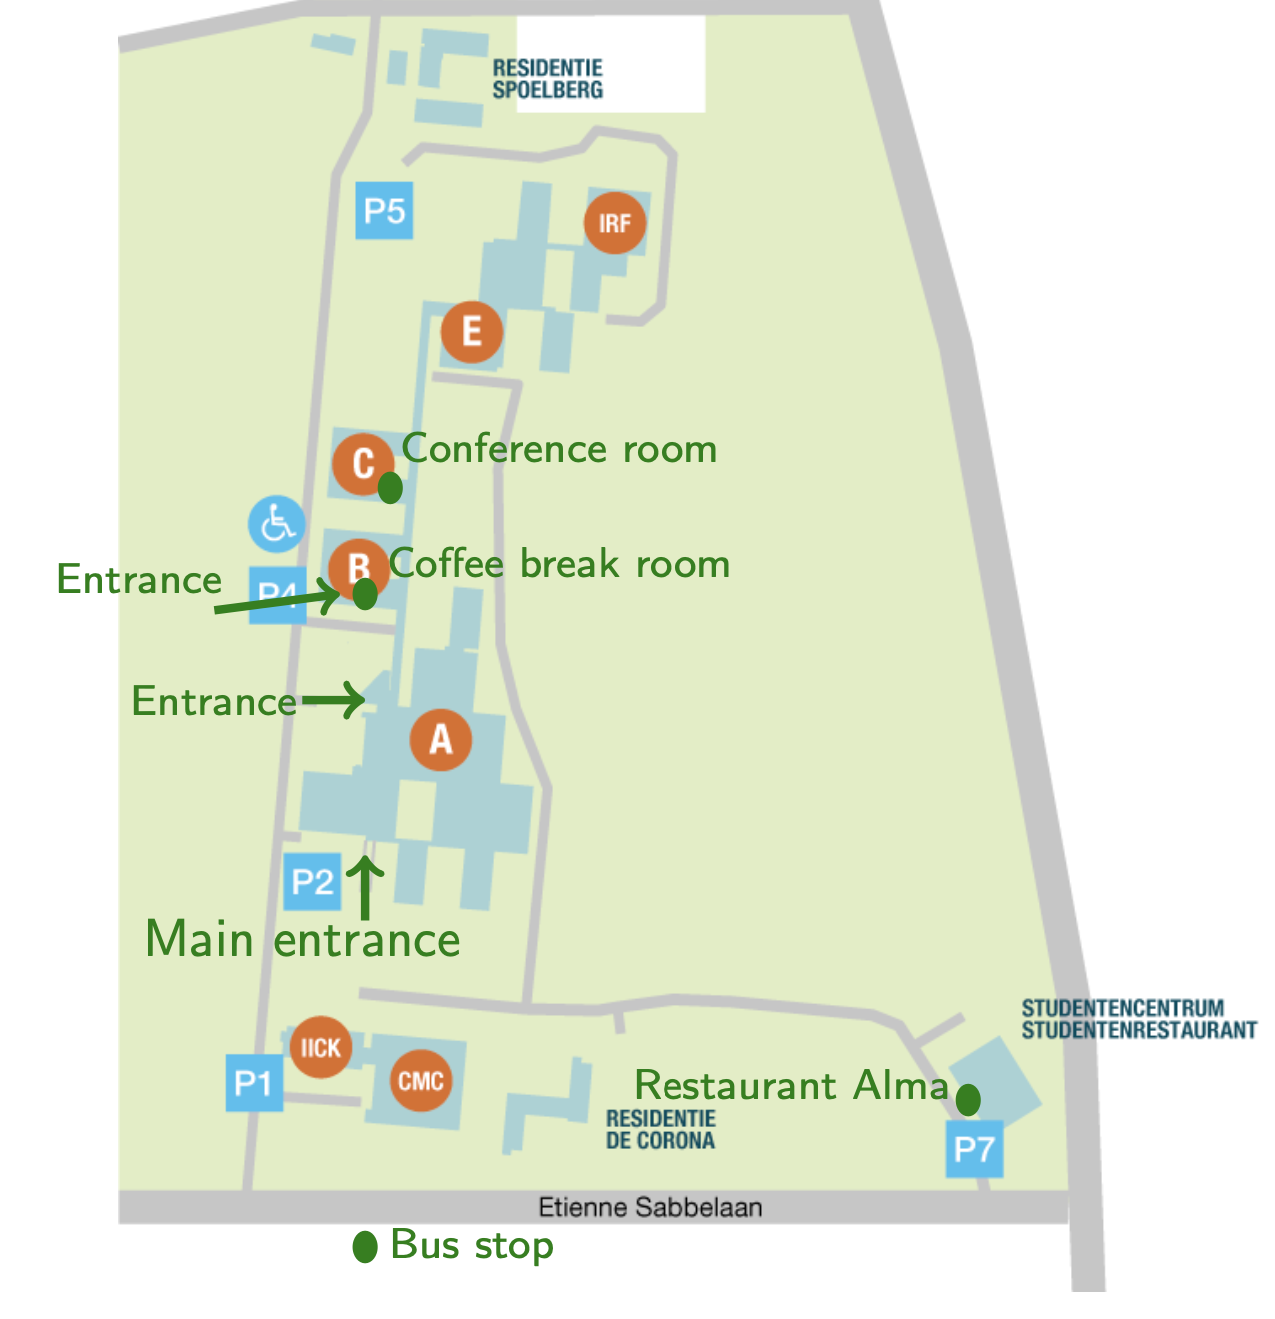 RESIDENTIE
SPOELBERG
P5
IRF
E
C
Conference room
B
Coffee break room
Entrance
P4
Entrance
A
P2
Main entrance
STUDENTENCENTRUM
STUDENTENRESTAURANT
IICK
P1
CMC
Restaurant Alma
RESIDENTIE
DE CORONA
P7
Etienne Sabbelaan
Bus stop